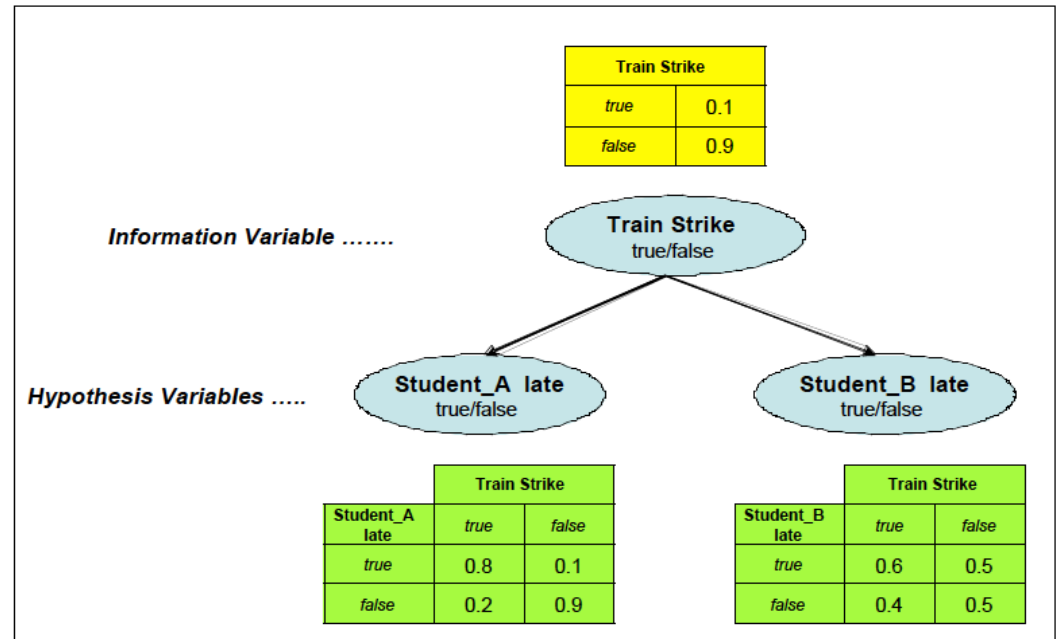 Train Strike
true 0.1
false 0.9
Information Variable .......
Train Strike
true/false
Hypothesis Variables .....
Student_A late
true/false
Student_B late
true/false
Train Strike
Student_A
late
true false
true 0.8 0.1
false 0.2 0.9
Train Strike
Student_B
late
true false
true 0.6 0.5
false 0.4 0.5